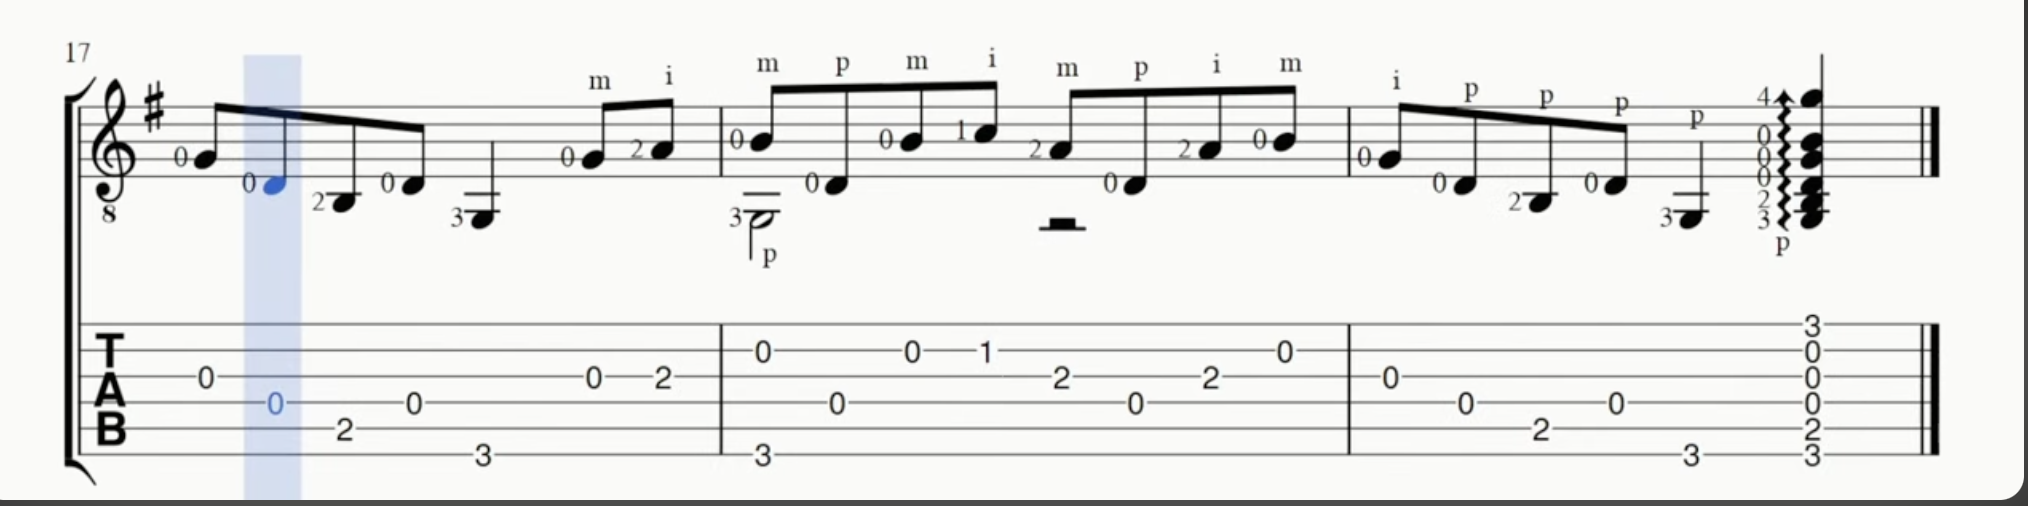 17
m i m p m i m p i m i p p p p 4
0 0 2 0 3 0 2 0 0 0 1 2 0 2 0 0 0 2 0 3 0 0 0 2 3
8 3 p p
T A B
3
0 0 1 0 0
0 0 2 2 2 0 0
0 0 0 0 0 0 0
2 2 2
3 3 3 3